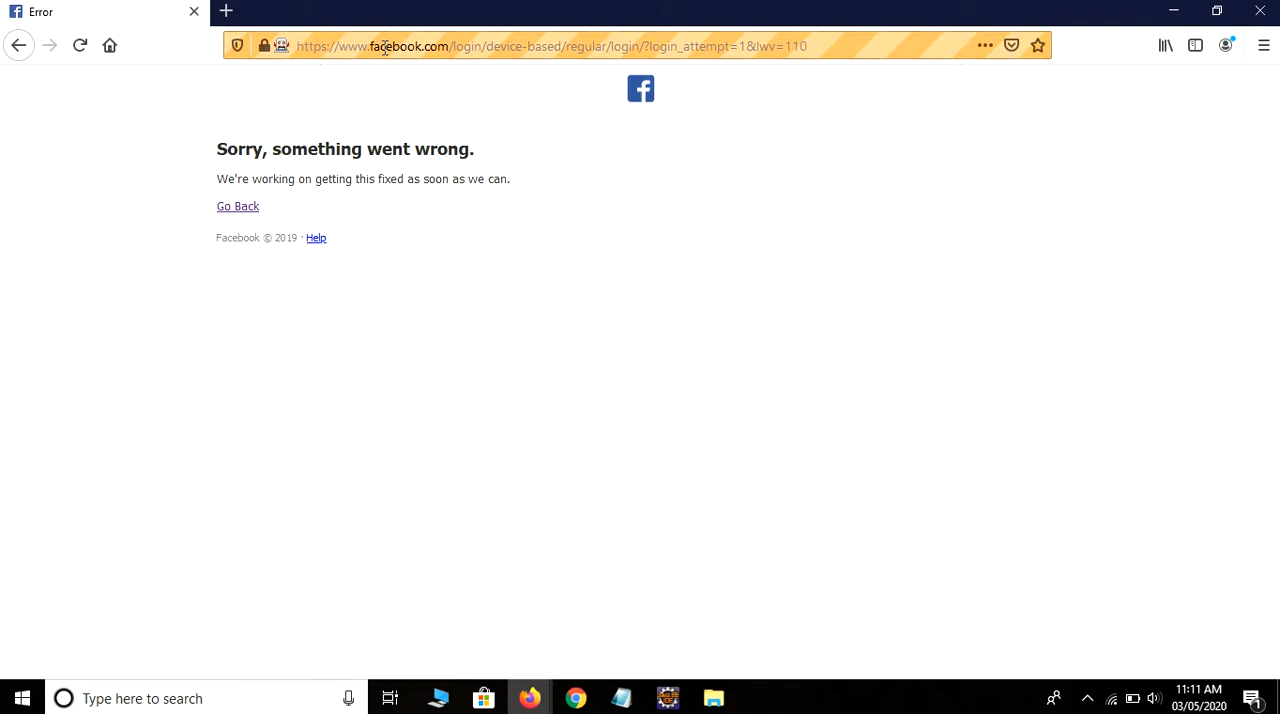 Error
https://www.facebook.com/login/device-based/regular/login/?login_attempt=1&lwv=110
Sorry, something went wrong.
We're working on getting this fixed as soon as we can.
Go Back
Facebook © 2019 · Help
Type here to search
11:11 AM
03/05/2020
1